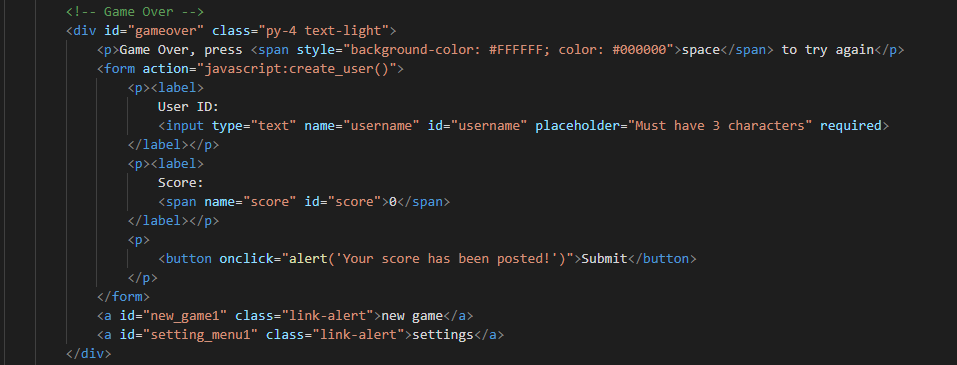 <!-- Game Over -->
<div id="gameover" class="py-4 text-light">
<p>Game Over, press <span style="background-color: #FFFFFF; color: #000000">space</span> to try again</p>
<form action="javascript:create_user()">
<p><label>
User ID:
<input type="text" name="username" id="username" placeholder="Must have 3 characters" required>
</label></p>
<p><label>
Score:
<span name="score" id="score">0</span>
</label></p>
<p>
<button onclick="alert('Your score has been posted!')">Submit</button>
</p>
</form>
<a id="new_game1" class="link-alert">new game</a>
<a id="setting_menu1" class="link-alert">settings</a>
</div>